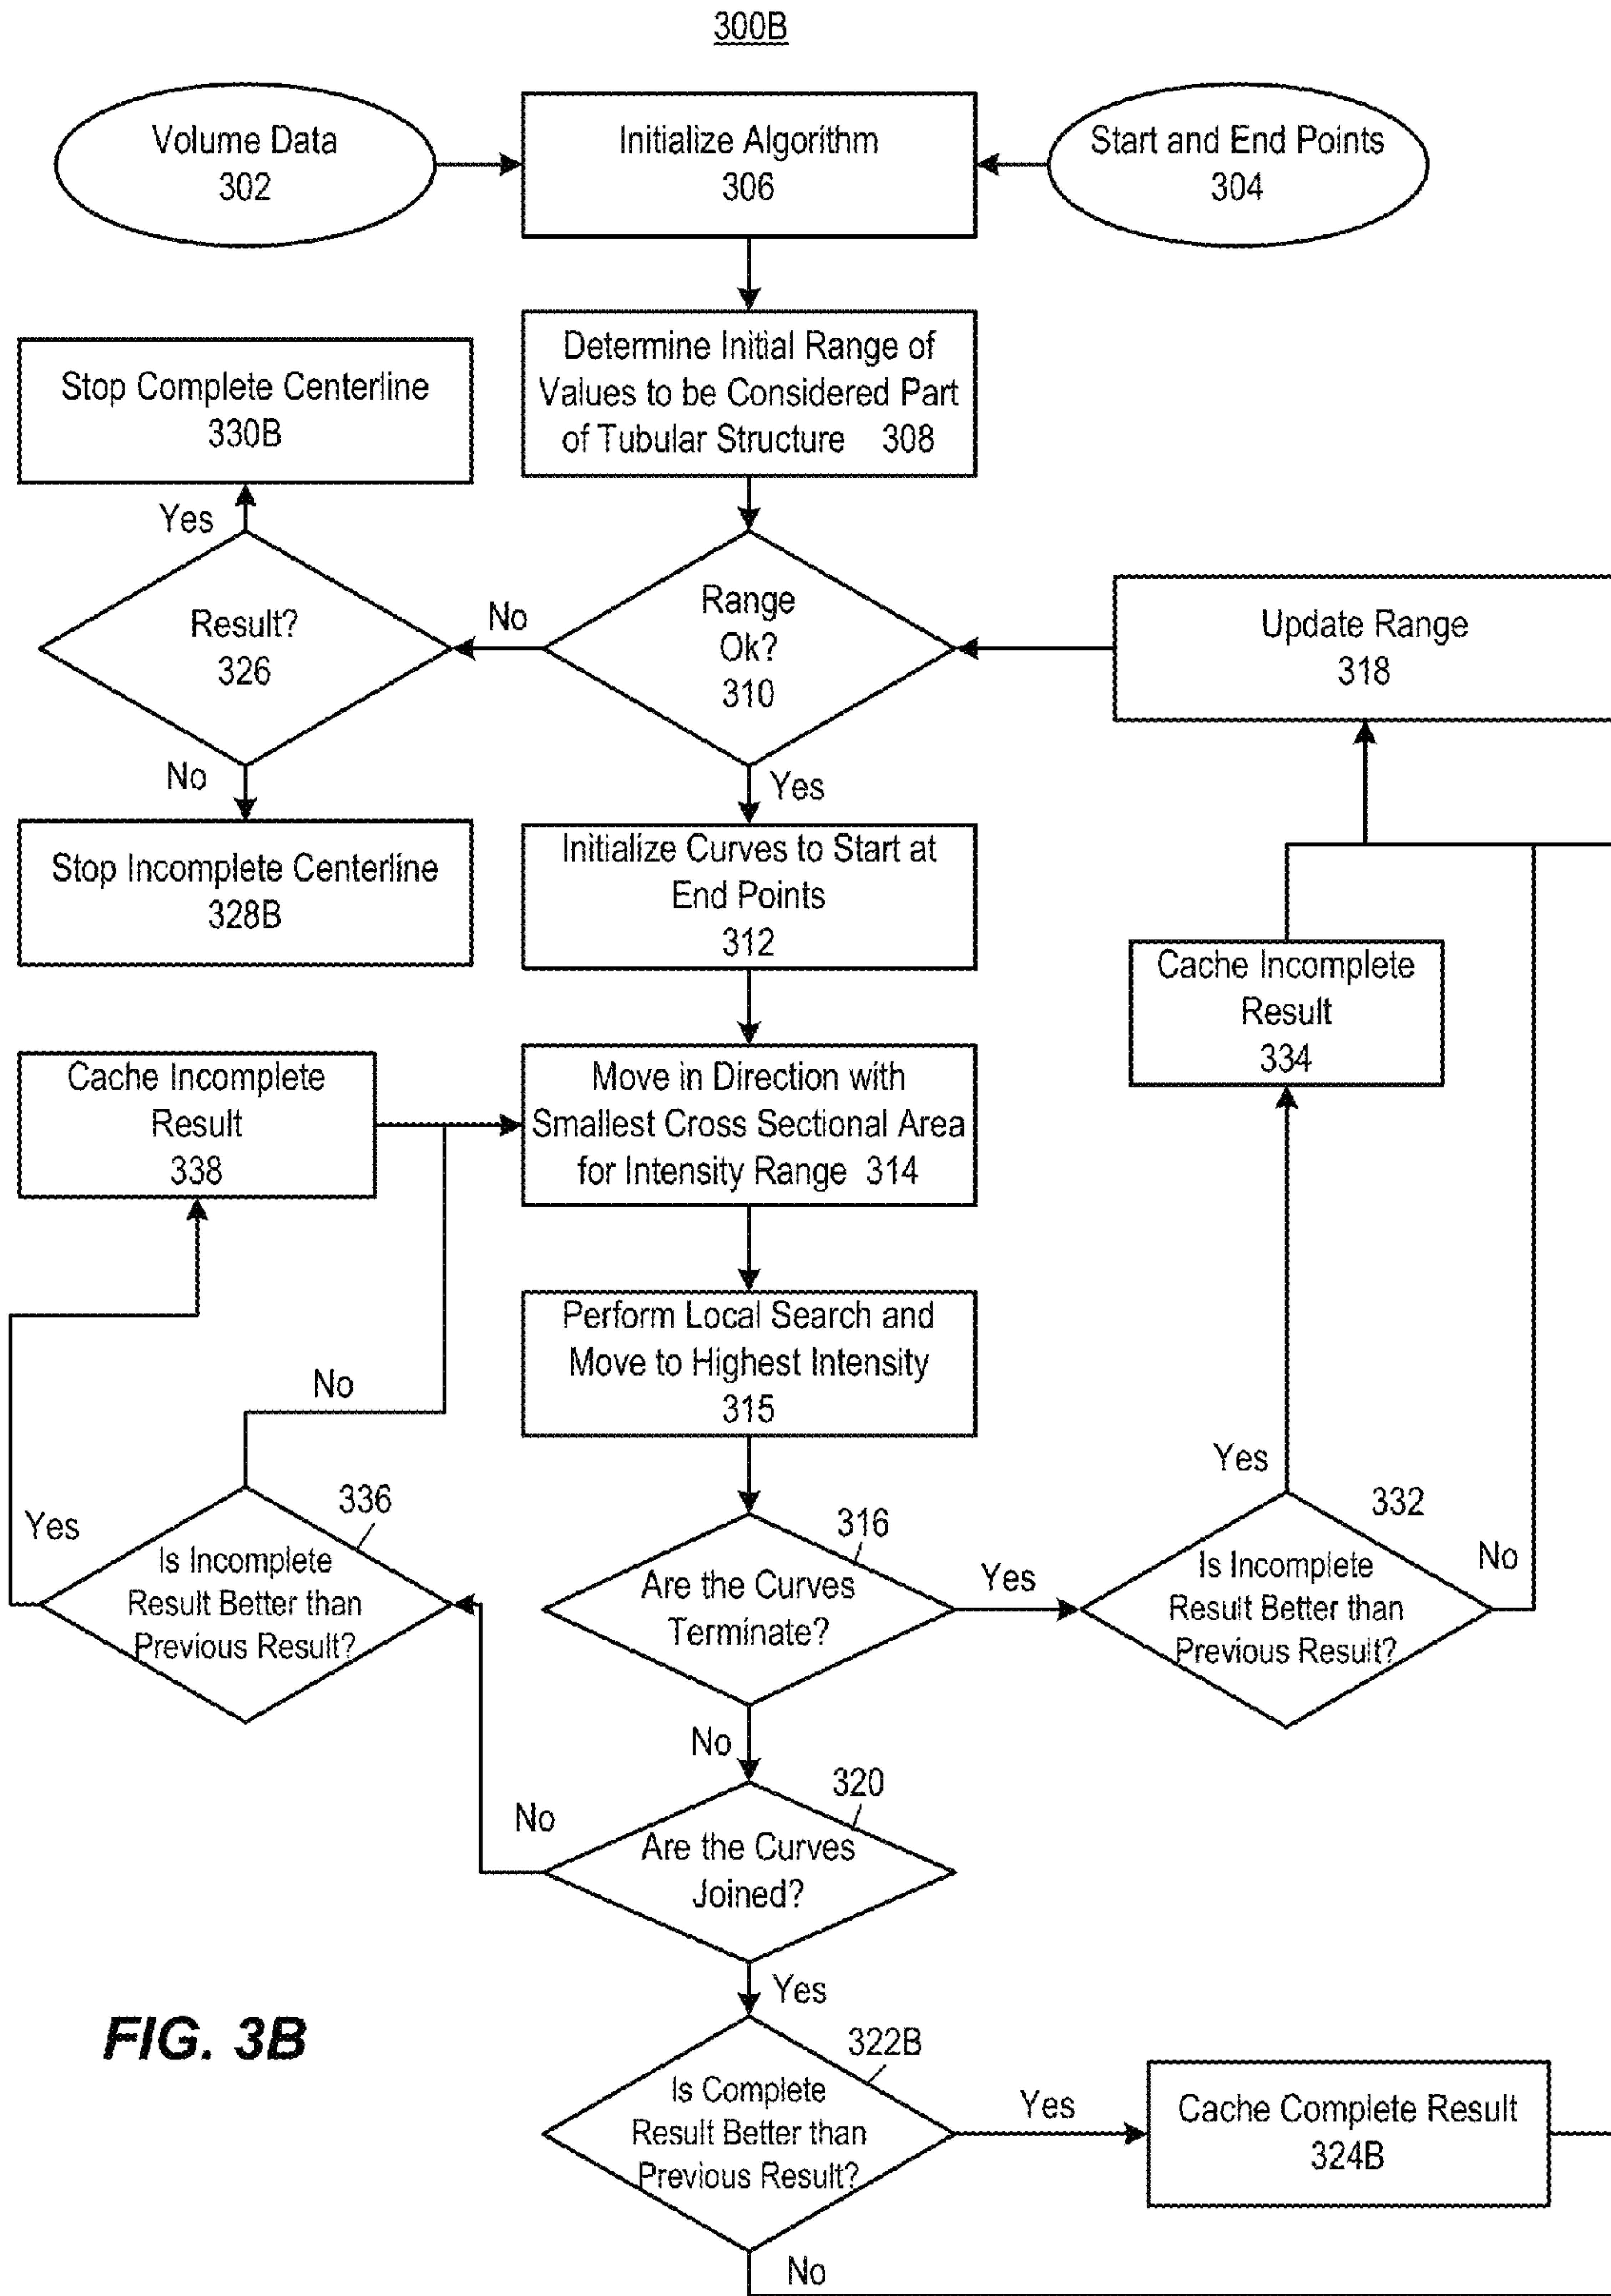 300B
Volume Data
302
Initialize Algorithm
306
Start and End Points
304
Determine Initial Range of
Values to be Considered Part
of Tubular Structure 308
Stop Complete Centerline
330B
Yes
Result?
326
No
Range
Ok?
310
Update Range
318
No
Yes
Stop Incomplete Centerline
328B
Initialize Curves to Start at
End Points
312
Cache Incomplete
Result
334
Cache Incomplete
Result
338
Move in Direction with
Smallest Cross Sectional Area
for Intensity Range 314
Perform Local Search and
Move to Highest Intensity
315
No
Yes
336
Is Incomplete
Result Better than
Previous Result?
316
Are the Curves
Terminate?
Yes
Yes
332
Is Incomplete
Result Better than
Previous Result?
No
No
320
Are the Curves
Joined?
No
Yes
FIG. 3B
322B
Is Complete
Result Better than
Previous Result?
Yes
Cache Complete Result
324B
No